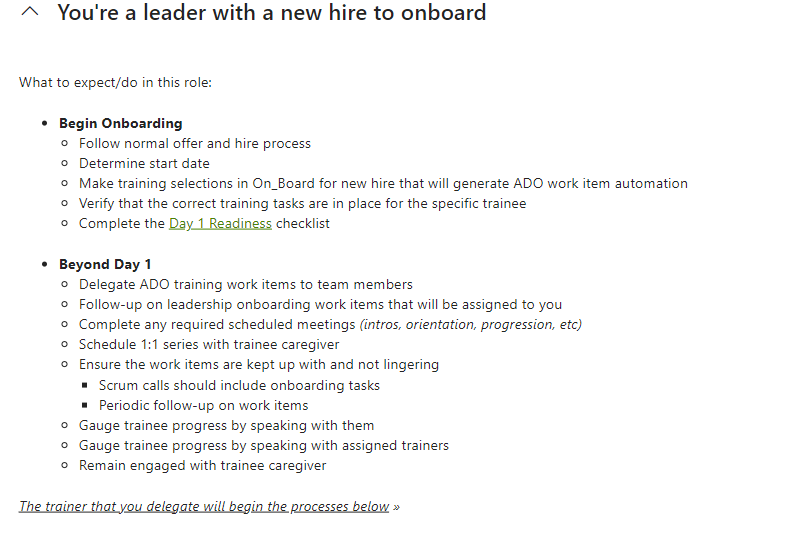 You're a leader with a new hire to onboard
What to expect/do in this role:
• Begin Onboarding
○ Follow normal offer and hire process
○ Determine start date
○ Make training selections in On_Board for new hire that will generate ADO work item automation
○ Verify that the correct training tasks are in place for the specific trainee
○ Complete the Day 1 Readiness checklist
• Beyond Day 1
○ Delegate ADO training work items to team members
○ Follow-up on leadership onboarding work items that will be assigned to you
○ Complete any required scheduled meetings (intros, orientation, progression, etc)
○ Schedule 1:1 series with trainee caregiver
○ Ensure the work items are kept up with and not lingering
▪ Scrum calls should include onboarding tasks
▪ Periodic follow-up on work items
○ Gauge trainee progress by speaking with them
○ Gauge trainee progress by speaking with assigned trainers
○ Remain engaged with trainee caregiver
The trainer that you delegate will begin the processes below »